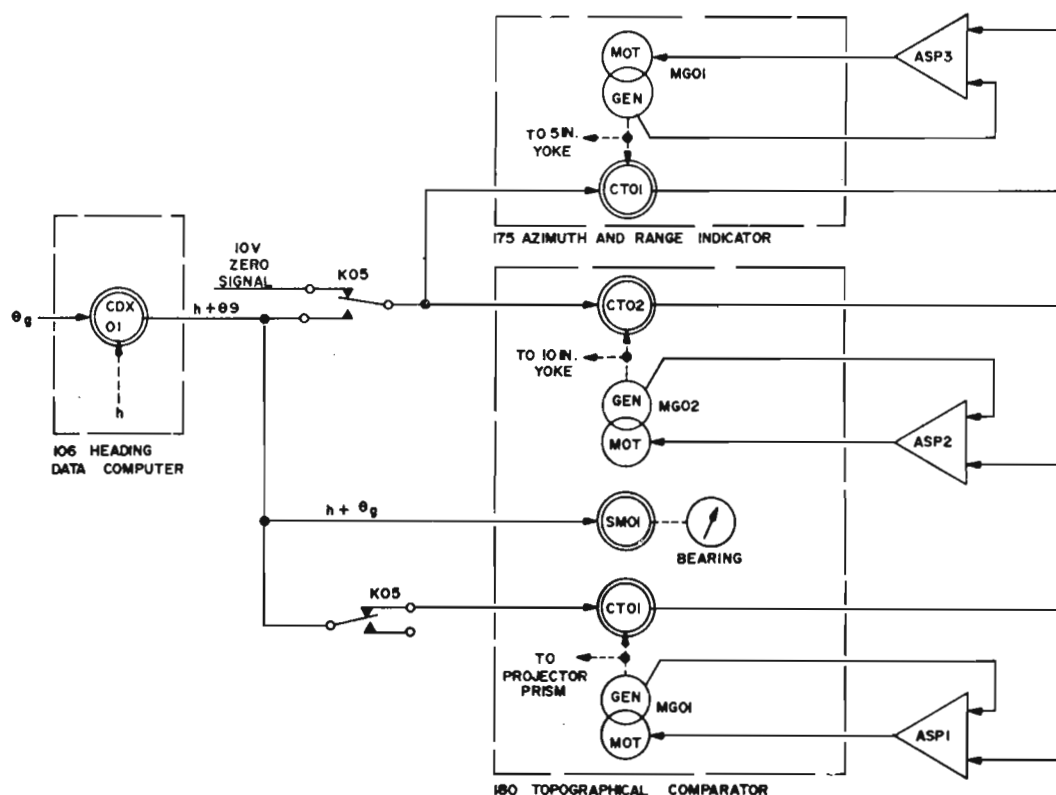 MOT
MG01
ASP3
GEN
TO 5 IN.
YOKE
CT01
175 AZIMUTH AND RANGE INDICATOR
10V
ZERO
SIGNAL
K05
θg
CDX
01
h + θ9
h
106 HEADING
DATA COMPUTER
CT02
TO 10 IN.
YOKE
GEN
MG02
MOT
ASP2
h + θg
SM01
BEARING
K05
CT01
TO
PROJECTOR
PRISM
GEN
MG01
MOT
ASP1
180 TOPOGRAPHICAL COMPARATOR